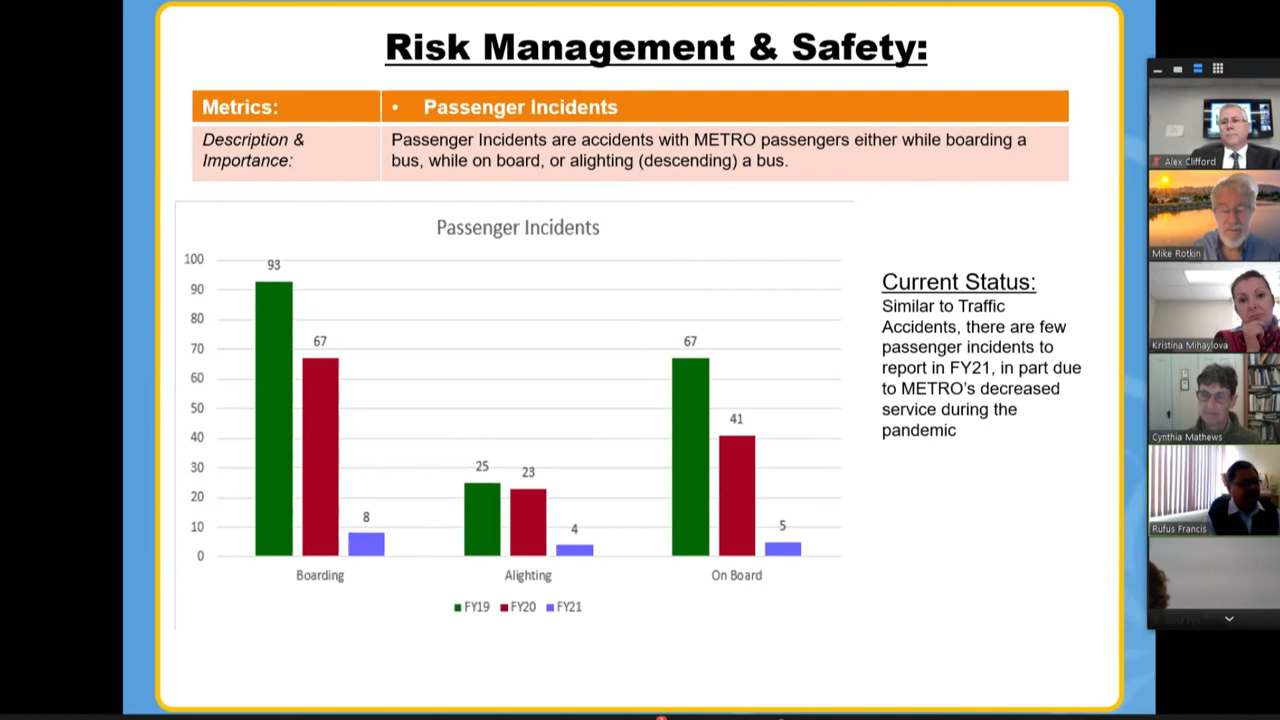 Risk Management & Safety:
Metrics:
• Passenger Incidents
Description &
Importance:
Passenger Incidents are accidents with METRO passengers either while boarding a
bus, while on board, or alighting (descending) a bus.
Passenger Incidents
100
90
80
70
60
50
40
30
20
10
0
93
67
8
25
23
4
67
41
5
Boarding
Alighting
On Board
FY19 FY20 FY21
Current Status:
Similar to Traffic
Accidents, there are few
passenger incidents to
report in FY21, in part due
to METRO's decreased
service during the
pandemic
Alex Clifford
Mike Rotkin
Kristina Mihaylova
Cynthia Mathews
Rufus Francis